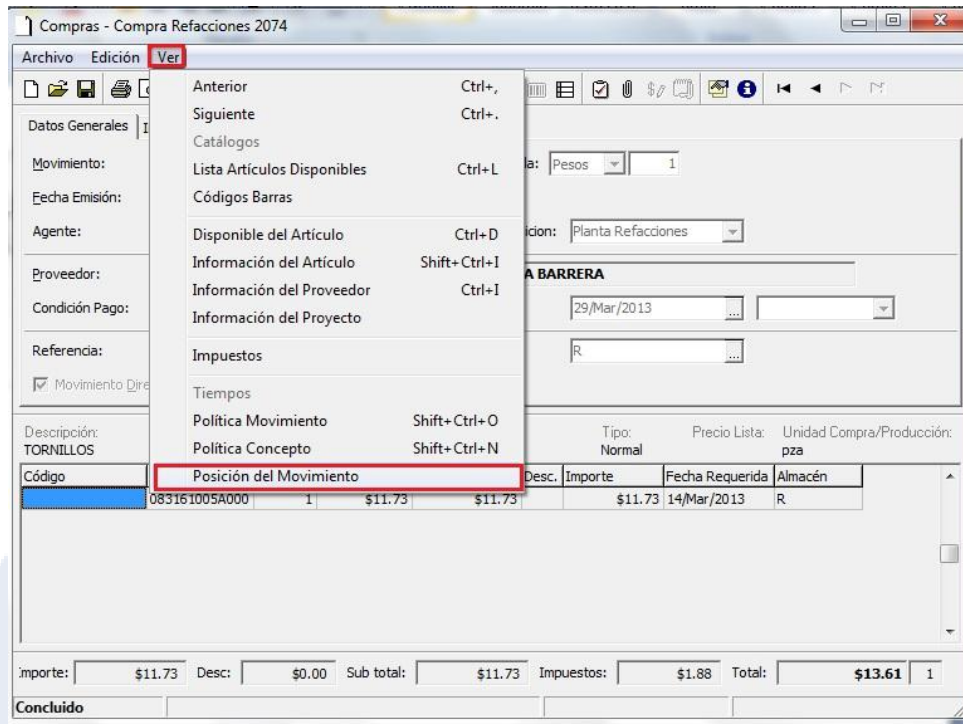 Compras - Compra Refacciones 2074
Archivo Edición Ver
Datos Generales
Anterior Ctrl+,
Siguiente Ctrl+.
Catálogos
Lista Artículos Disponibles Ctrl+L
Códigos Barras
Disponible del Artículo Ctrl+D
Información del Artículo Shift+Ctrl+I
Información del Proveedor Ctrl+I
Información del Proyecto
Impuestos
Tiempos
Política Movimiento Shift+Ctrl+O
Política Concepto Shift+Ctrl+N
Posición del Movimiento
Movimiento: la: Pesos 1
Fecha Emisión:
Agente: icion: Planta Refacciones
Proveedor: A BARRERA
Condición Pago: 29/Mar/2013 ...
Referencia: R ...
Movimiento Dire
Descripción: Tipo: Precio Lista: Unidad Compra/Producción:
TORNILLOS Normal pza
Código Desc. Importe Fecha Requerida Almacén
083161005A000 1 $11.73 $11.73 $11.73 14/Mar/2013 R
Importe: $11.73 Desc: $0.00 Sub total: $11.73 Impuestos: $1.88 Total: $13.61 1
Concluido